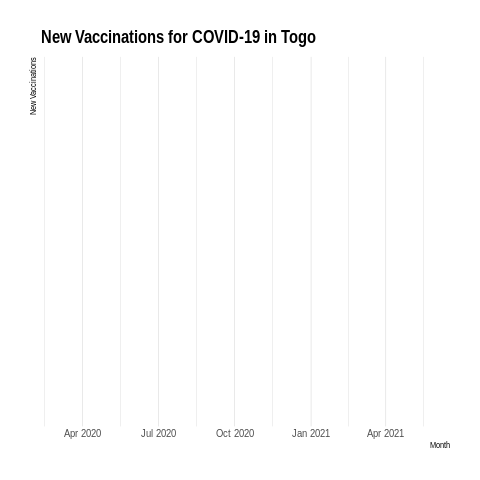 New Vaccinations for COVID-19 in Togo
New Vaccinations
Apr 2020 Jul 2020 Oct 2020 Jan 2021 Apr 2021
Month